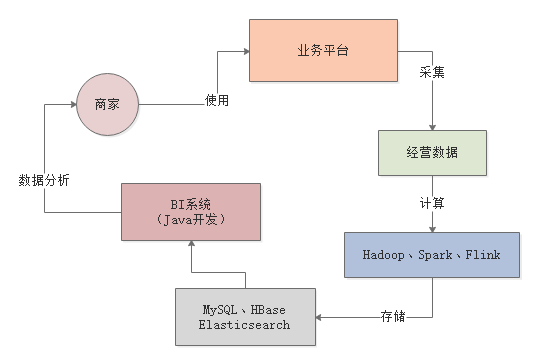 业务平台
采集
商家
使用
经营数据
数据分析
BI系统
（Java开发）
计算
Hadoop、Spark、Flink
MySQL、HBase
Elasticsearch
存储